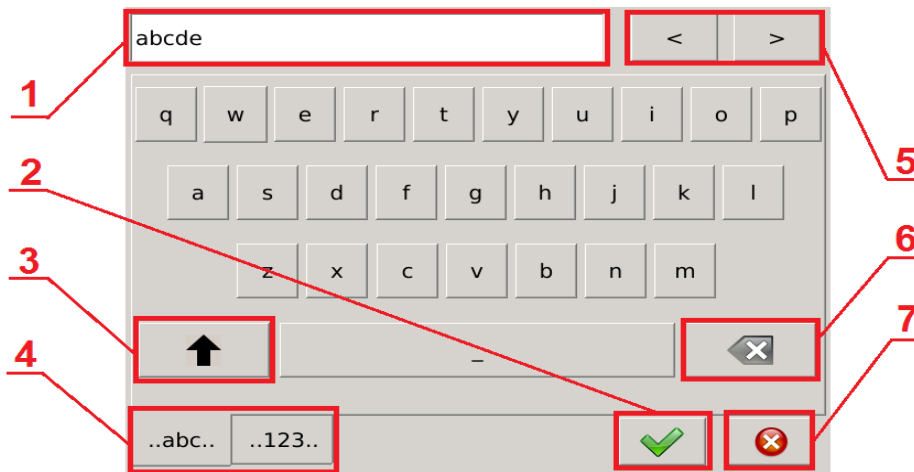 abcde < >
1
q w e r t y u i o p
2 5
a s d f g h j k l
6
3 z x c v b n m
7
4 _
..abc.. ..123..